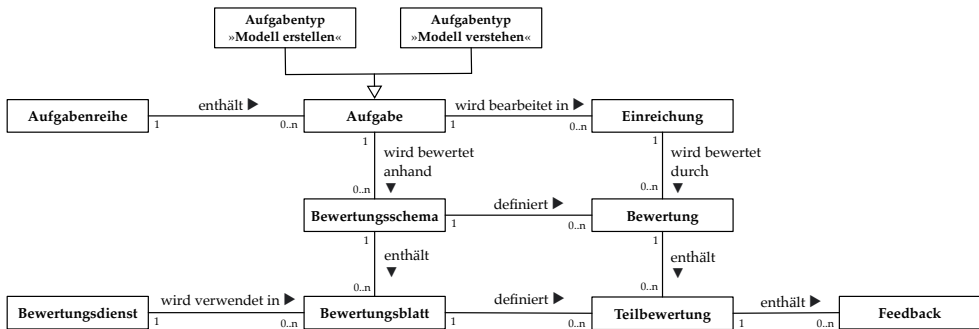 Aufgabentyp
»Modell erstellen«
Aufgabentyp
»Modell verstehen«
Aufgabenreihe
enthält ▶
1
0..n
Aufgabe
wird bearbeitet in ▶
1
0..n
Einreichung
1
wird bewertet
anhand
▼
0..n
1
wird bewertet
durch
▼
0..n
Bewertungsschema
definiert ▶
1
0..n
Bewertung
1
enthält
▼
0..n
1
enthält
▼
0..n
Bewertungsdienst
wird verwendet in ▶
1
0..n
Bewertungsblatt
definiert ▶
1
0..n
Teilbewertung
enthält ▶
1
0..n
Feedback